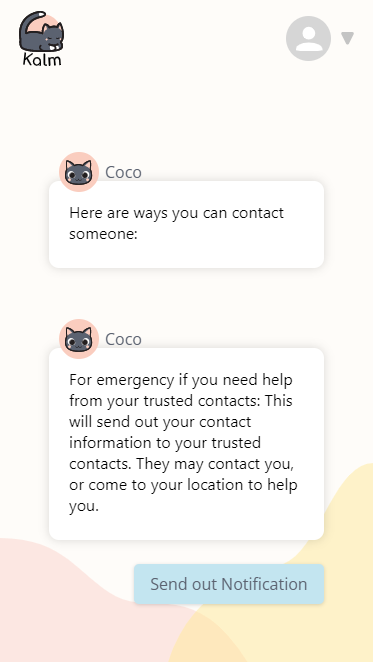 Kalm
Coco
Here are ways you can contact
someone:
Coco
For emergency if you need help
from your trusted contacts: This
will send out your contact
information to your trusted
contacts. They may contact you,
or come to your location to help
you.
Send out Notification